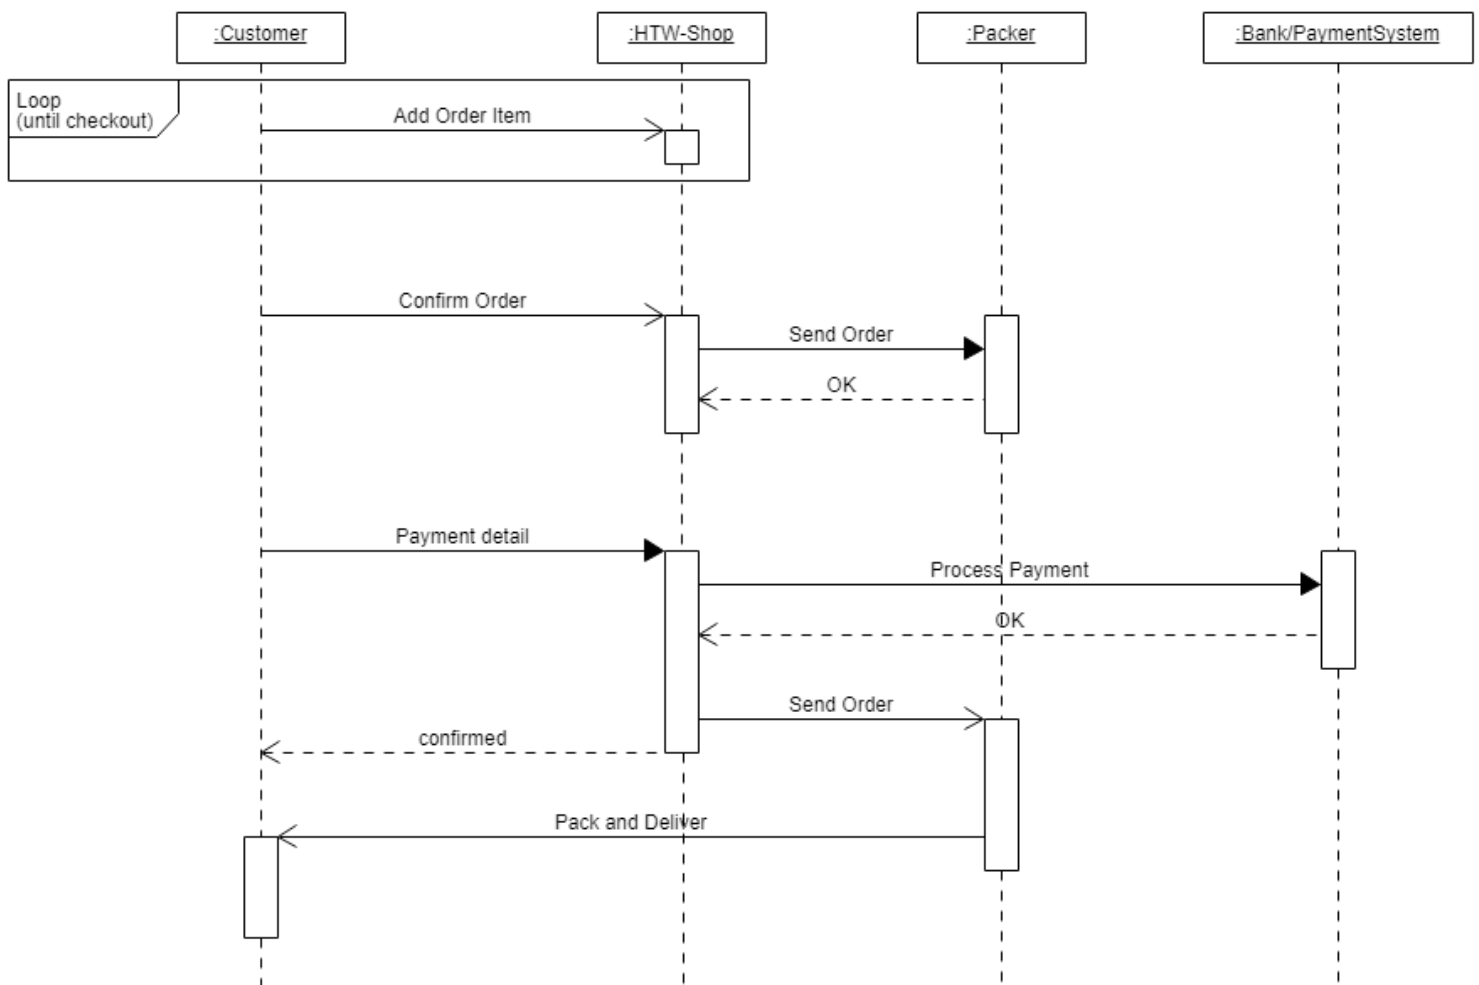 :Customer
:HTW-Shop
:Packer
:Bank/PaymentSystem
Loop
(until checkout)
Add Order Item
Confirm Order
Send Order
OK
Payment detail
Process Payment
OK
Send Order
confirmed
Pack and Deliver